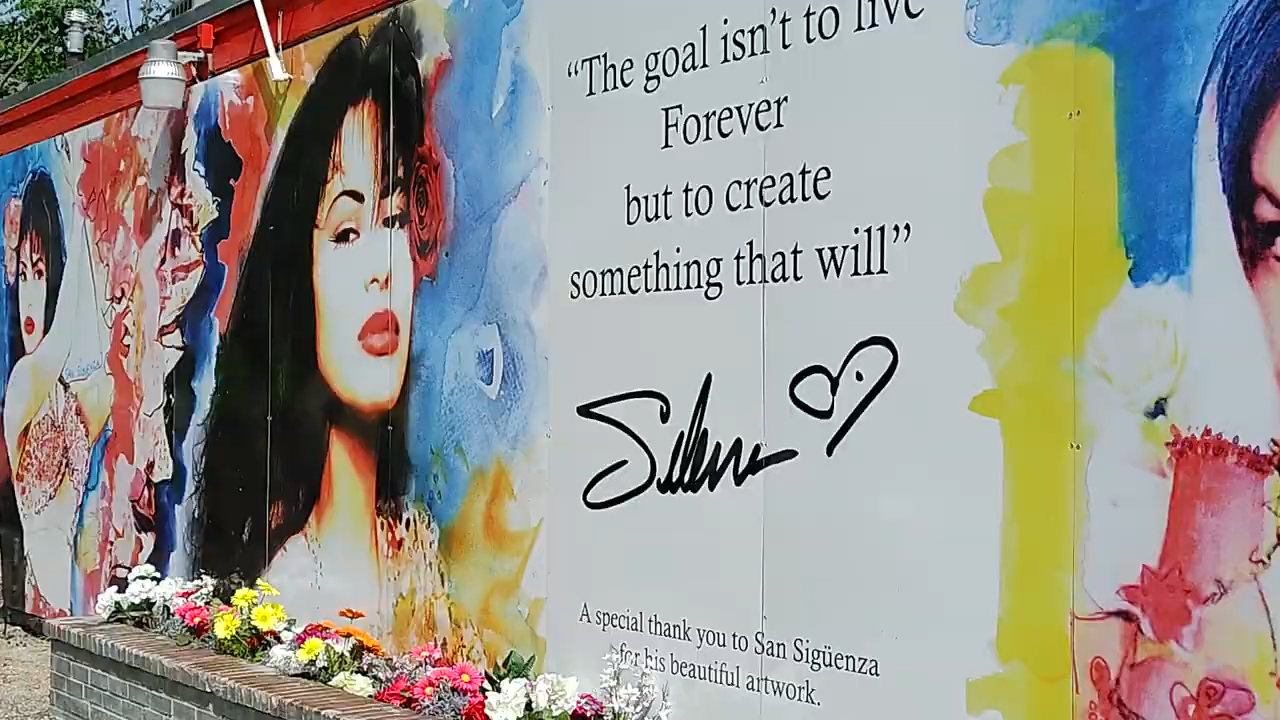 “The goal isn’t to live
Forever
but to create
something that will”
Selena
A special thank you to San Sigüenza
for his beautiful artwork.